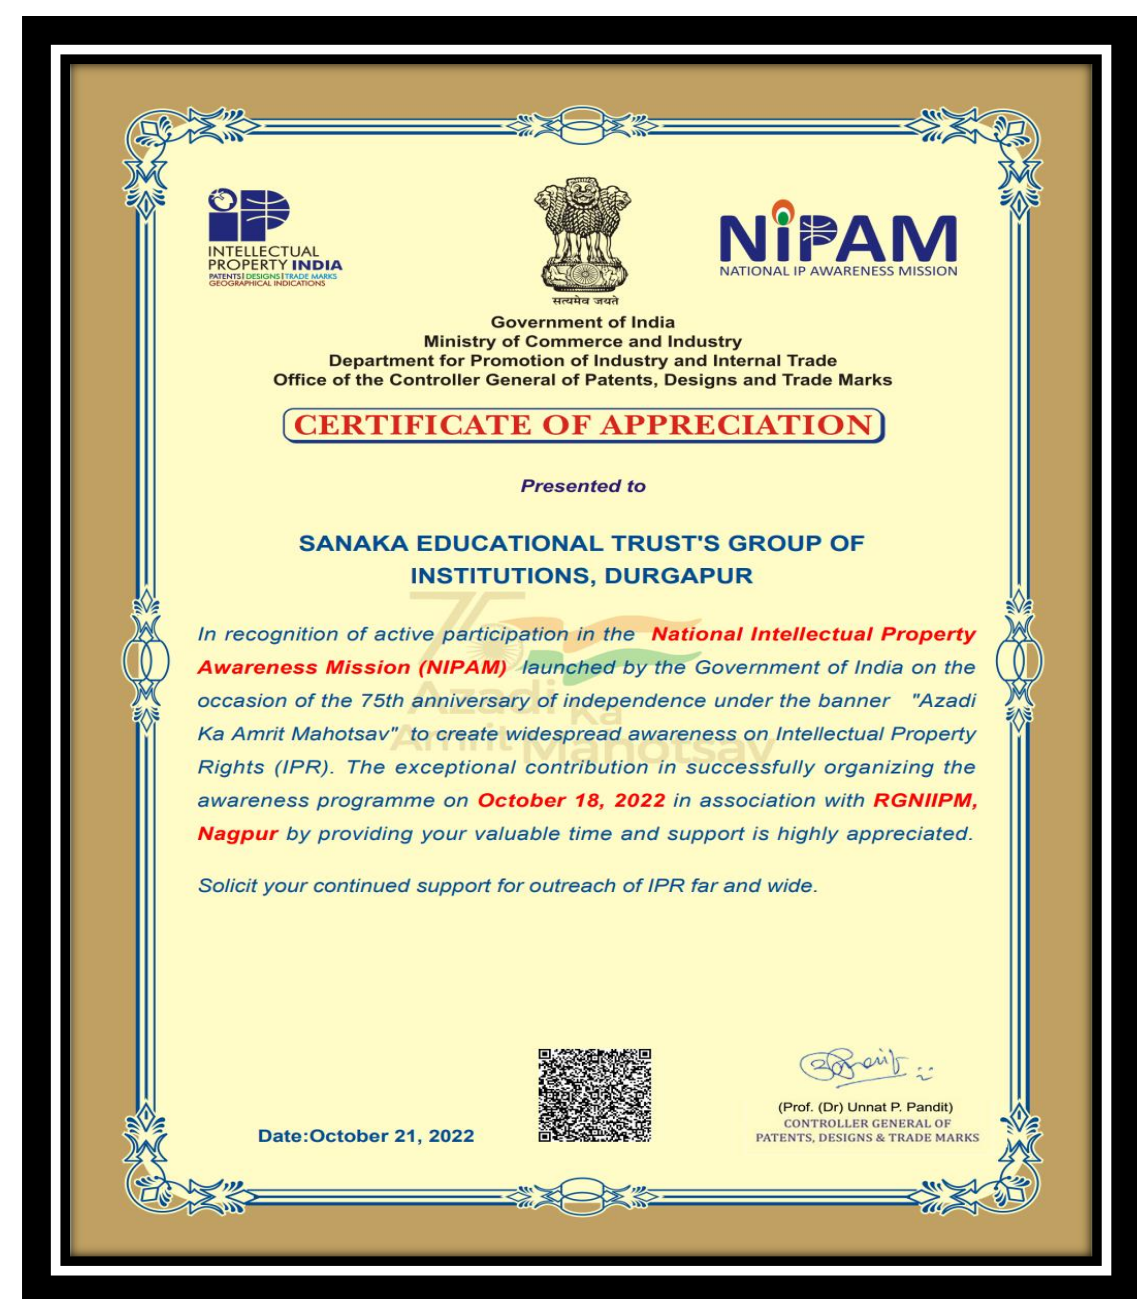 INTELLECTUAL
PROPERTY INDIA
PATENTS | DESIGNS | TRADE MARKS
GEOGRAPHICAL INDICATIONS
सत्यमेव जयते
NiPAM
NATIONAL IP AWARENESS MISSION
Government of India
Ministry of Commerce and Industry
Department for Promotion of Industry and Internal Trade
Office of the Controller General of Patents, Designs and Trade Marks
CERTIFICATE OF APPRECIATION
Presented to
SANAKA EDUCATIONAL TRUST'S GROUP OF
INSTITUTIONS, DURGAPUR
In recognition of active participation in the National Intellectual Property
Awareness Mission (NIPAM) launched by the Government of India on the
occasion of the 75th anniversary of independence under the banner "Azadi
Ka Amrit Mahotsav" to create widespread awareness on Intellectual Property
Rights (IPR). The exceptional contribution in successfully organizing the
awareness programme on October 18, 2022 in association with RGNIIPM,
Nagpur by providing your valuable time and support is highly appreciated.
Solicit your continued support for outreach of IPR far and wide.
75
Azadi Ka
Amrit Mahotsav
Date:October 21, 2022
(Prof. (Dr) Unnat P. Pandit)
CONTROLLER GENERAL OF
PATENTS, DESIGNS & TRADE MARKS